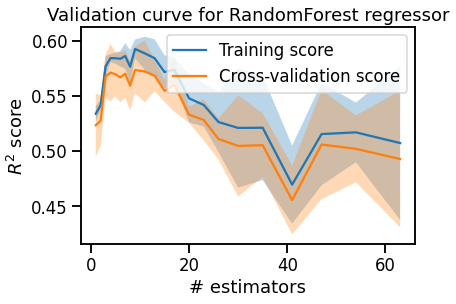 Validation curve for RandomForest regressor
Training score
Cross-validation score
0.60
0.55
0.50
0.45
R² score
0
20
40
60
# estimators